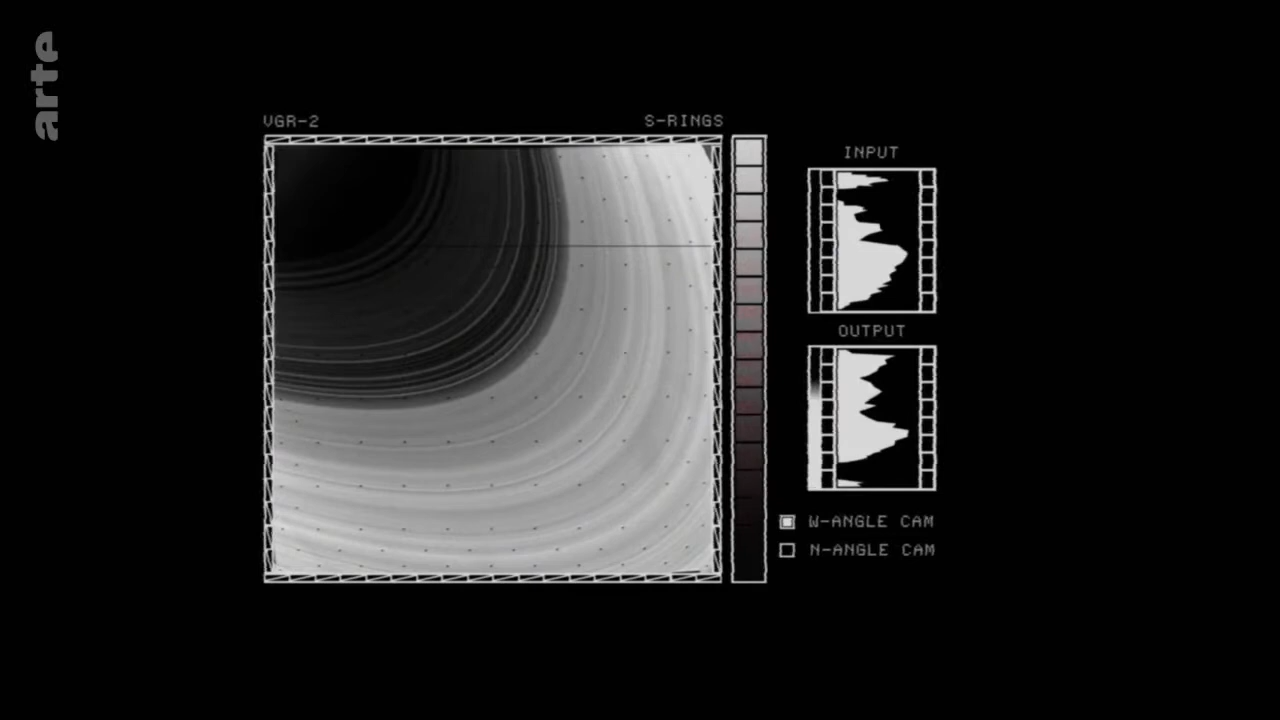 arte
VGR-2 S-RINGS
INPUT
OUTPUT
W-ANGLE CAM
N-ANGLE CAM